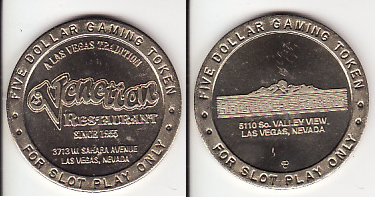 FIVE DOLLAR GAMING TOKEN
A LAS VEGAS TRADITION
Venetian
RESTAURANT
SINCE 1955
3713 W. SAHARA AVENUE
LAS VEGAS, NEVADA
FOR SLOT PLAY ONLY
FIVE DOLLAR GAMING TOKEN
5110 So. VALLEY VIEW
LAS VEGAS, NEVADA
FOR SLOT PLAY ONLY